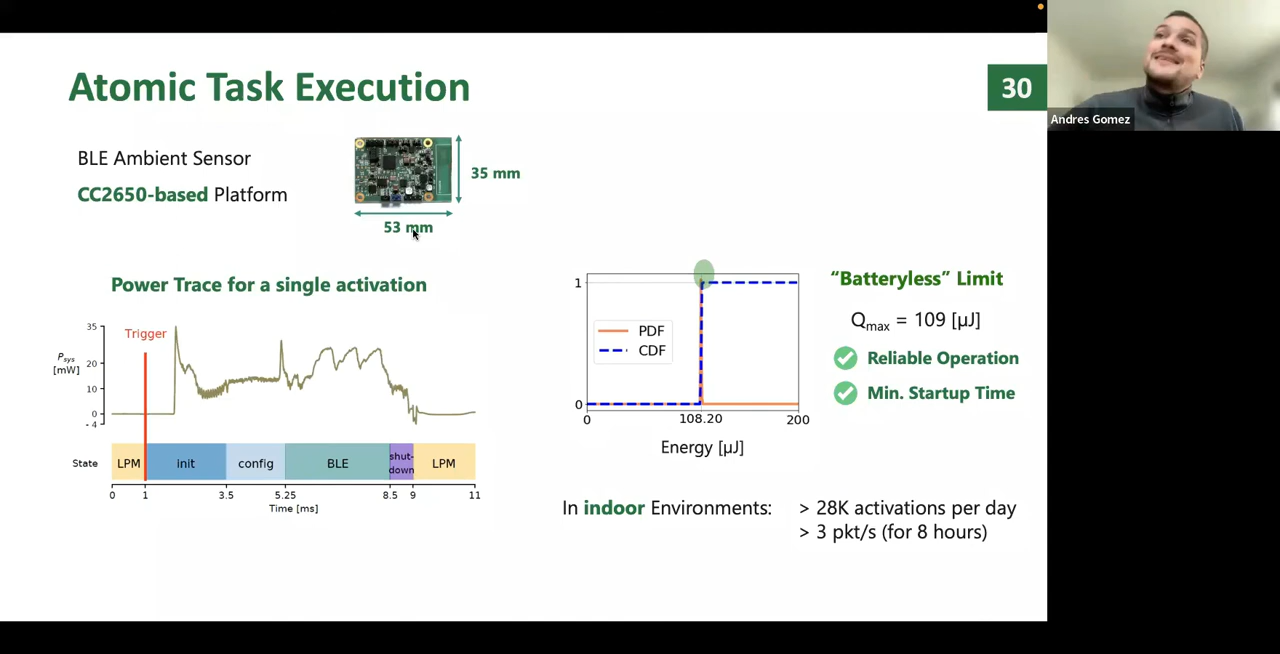 Atomic Task Execution
30
Andres Gomez
BLE Ambient Sensor
CC2650-based Platform
35 mm
53 mm
Power Trace for a single activation
Trigger
35
20
10
0
- 4
Psys
[mW]
State
LPM
init
config
BLE
shut-
down
LPM
0
1
3.5
5.25
8.5
9
11
Time [ms]
1
0
PDF
CDF
0
108.20
200
Energy [µJ]
“Batteryless” Limit
Qmax = 109 [µJ]
Reliable Operation
Min. Startup Time
In indoor Environments:
> 28K activations per day
> 3 pkt/s (for 8 hours)